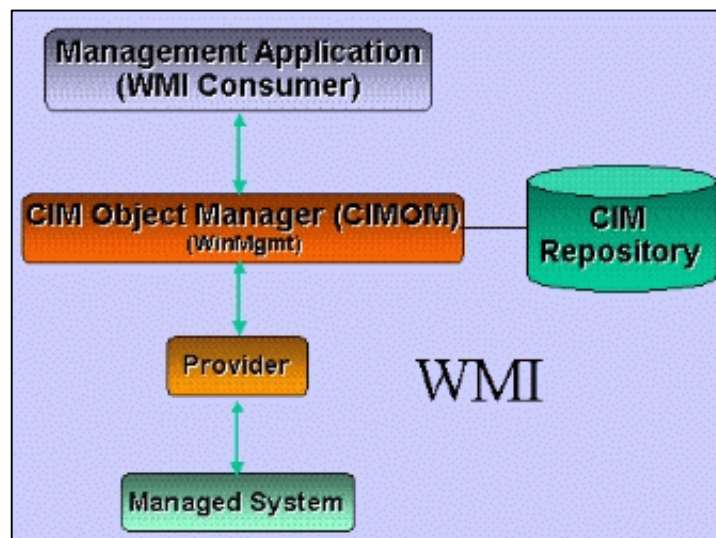 Management Application
(WMI Consumer)
CIM Object Manager (CIMOM)
(WinMgmt)
CIM
Repository
Provider
WMI
Managed System